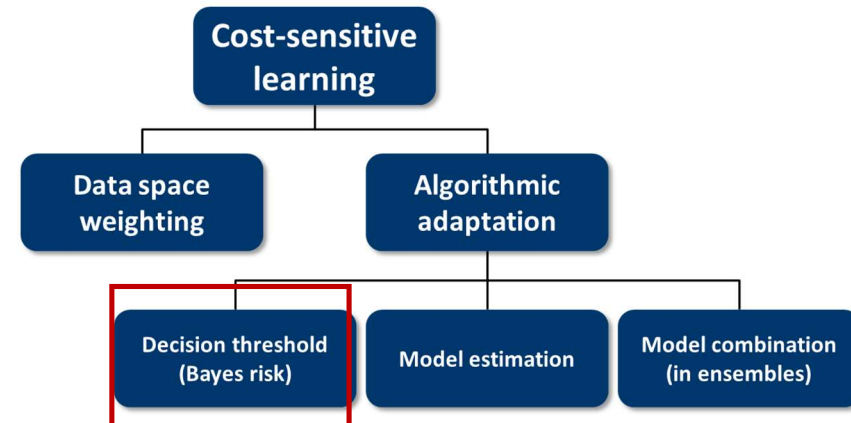 Cost-sensitive
learning
Data space
weighting
Algorithmic
adaptation
Decision threshold
(Bayes risk)
Model estimation
Model combination
(in ensembles)